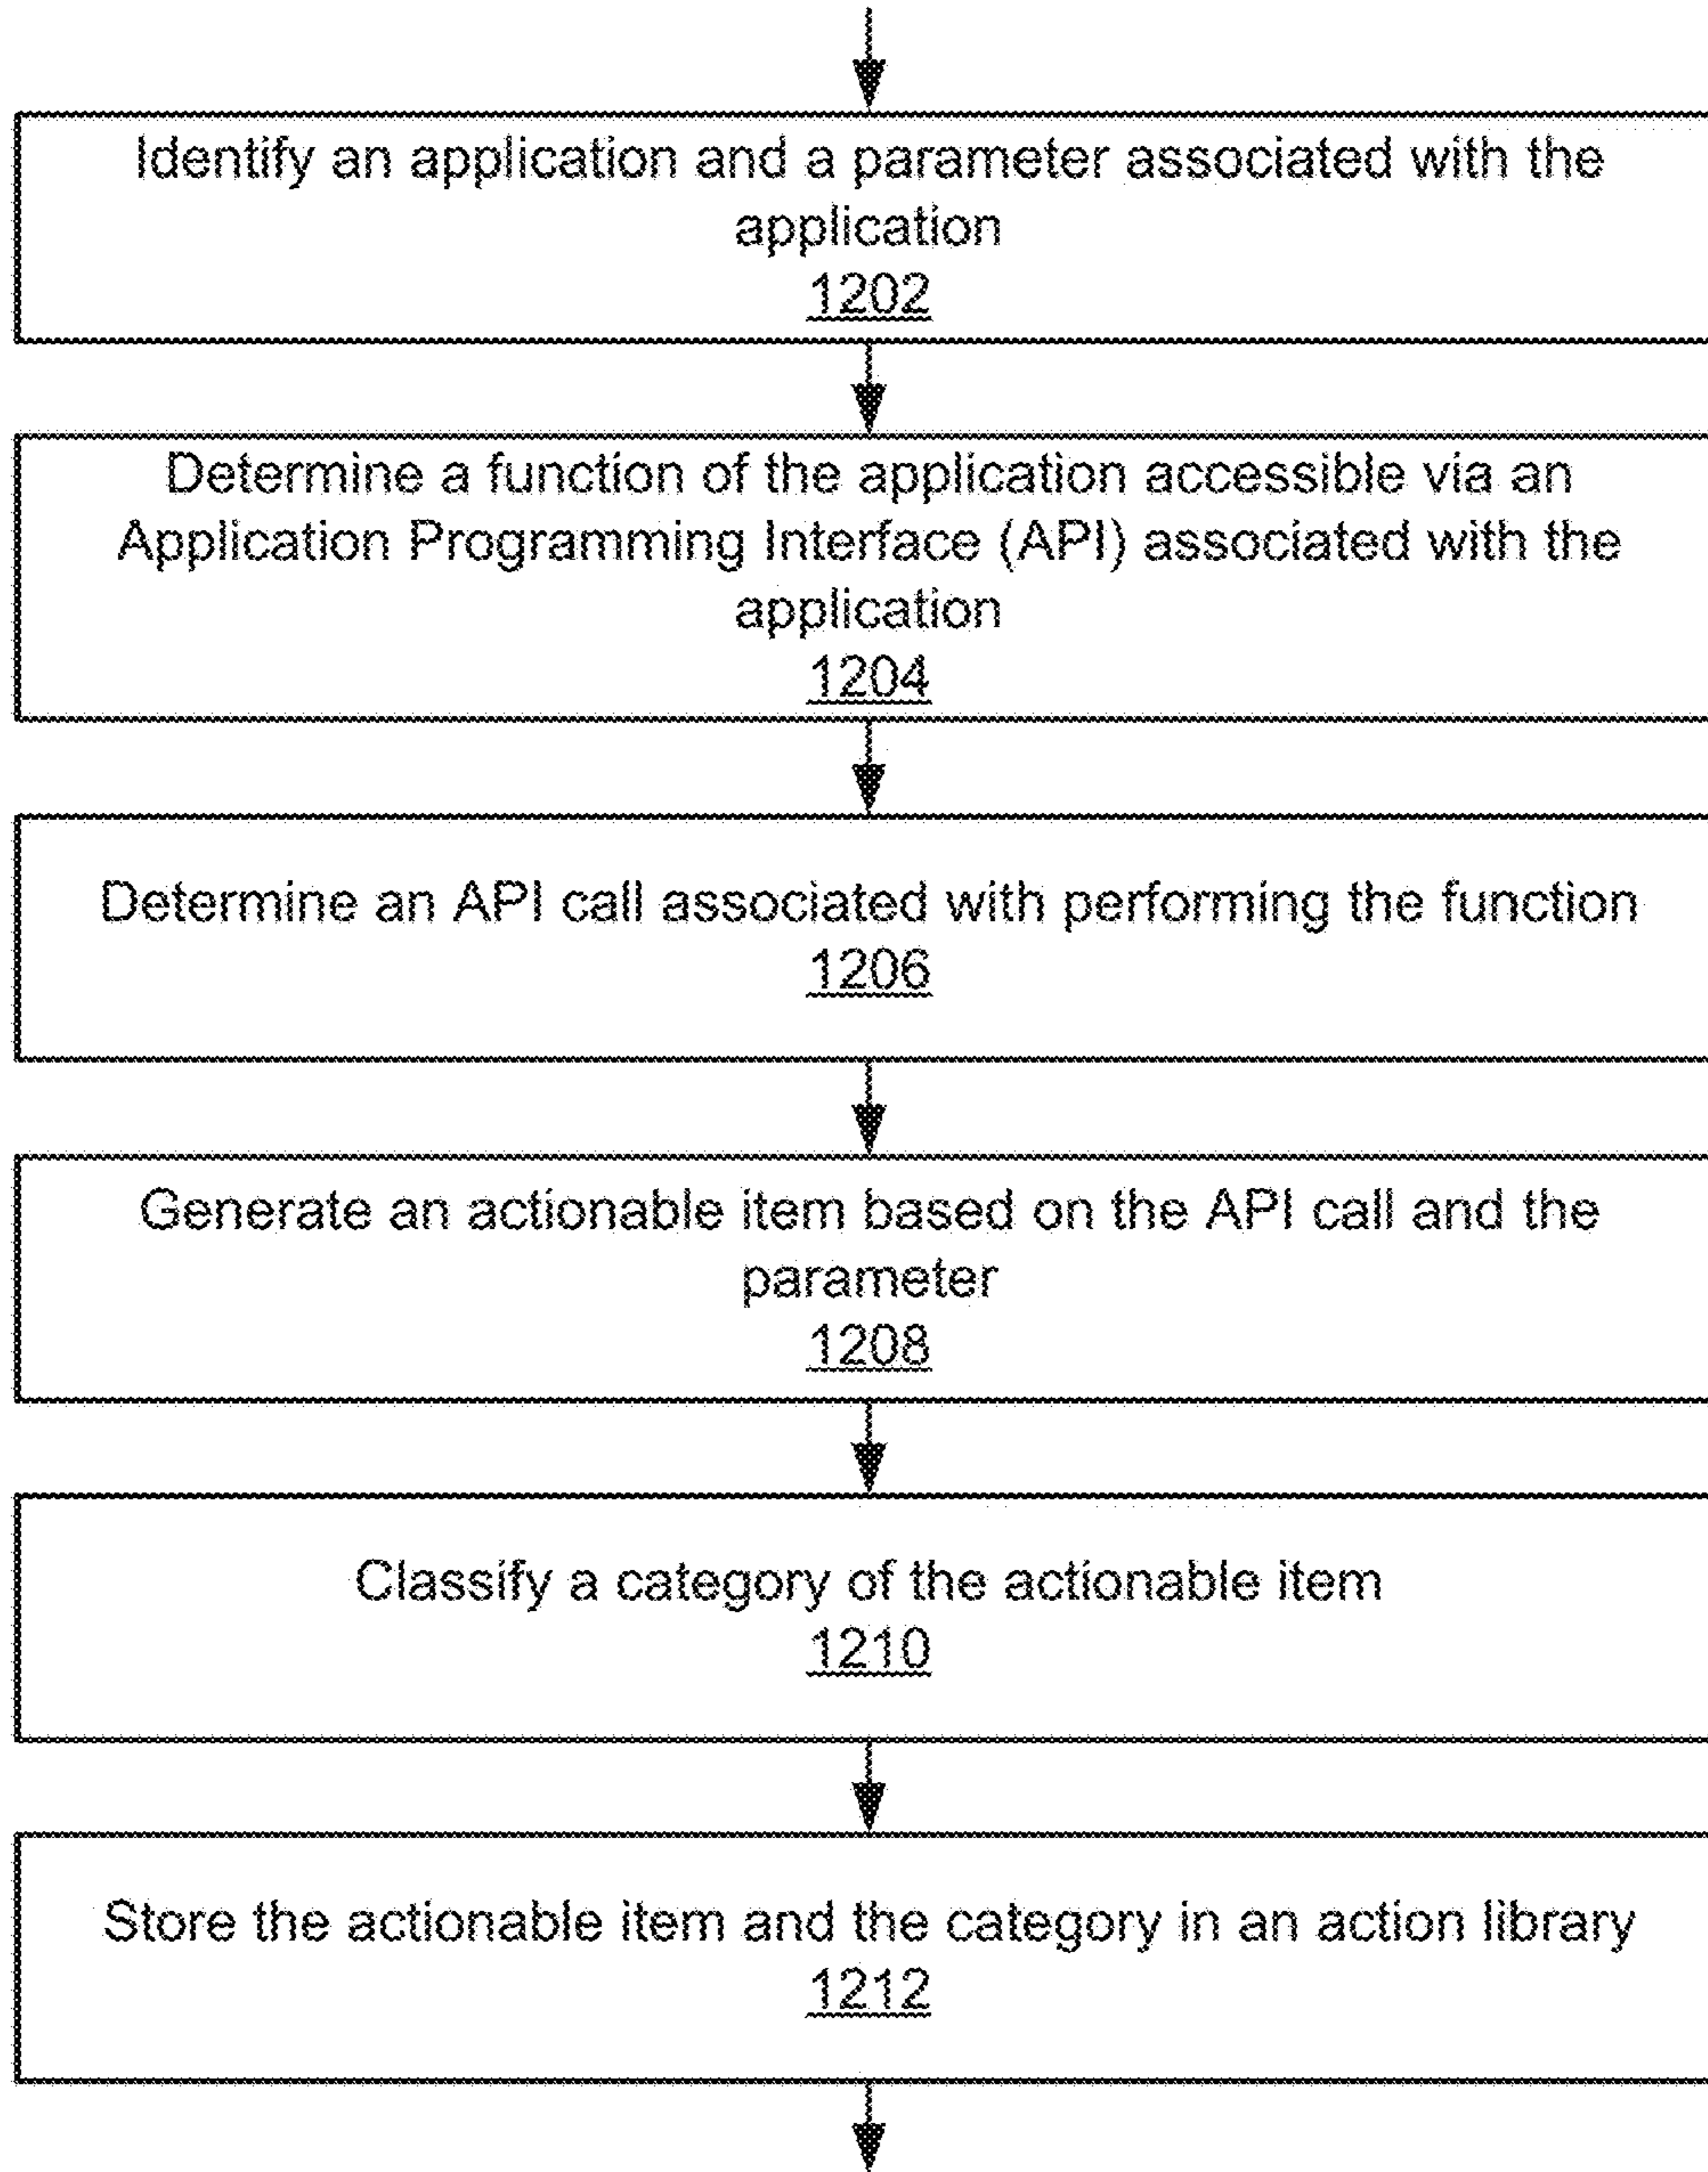 Identify an application and a parameter associated with the
application
1202
Determine a function of the application accessible via an
Application Programming Interface (API) associated with the
application
1204
Determine an API call associated with performing the function
1206
Generate an actionable item based on the API call and the
parameter
1208
Classify a category of the actionable item
1210
Store the actionable item and the category in an action library
1212